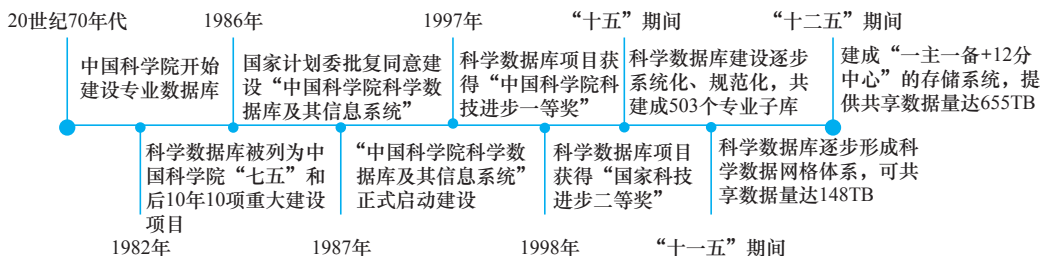 20世纪70年代
1986年
1997年
“十五”期间
“十二五”期间
中国科学院开始
建设专业数据库
国家计划委批复同意建
设“中国科学院科学数
据库及其信息系统”
科学数据库项目获
得“中国科学院科
技进步一等奖”
科学数据库建设逐步
系统化、规范化，共
建成503个专业子库
建成“一主一备+12分
中心”的存储系统，提
供共享数据量达655TB
科学数据库被列为中
国科学院“七五”和
后10年10项重大建设
项目
“中国科学院科学数
据库及其信息系统”
正式启动建设
科学数据库项目
获得“国家科技
进步二等奖”
科学数据库逐步形成科
学数据网格体系，可共
享数据量达148TB
1982年
1987年
1998年
“十一五”期间